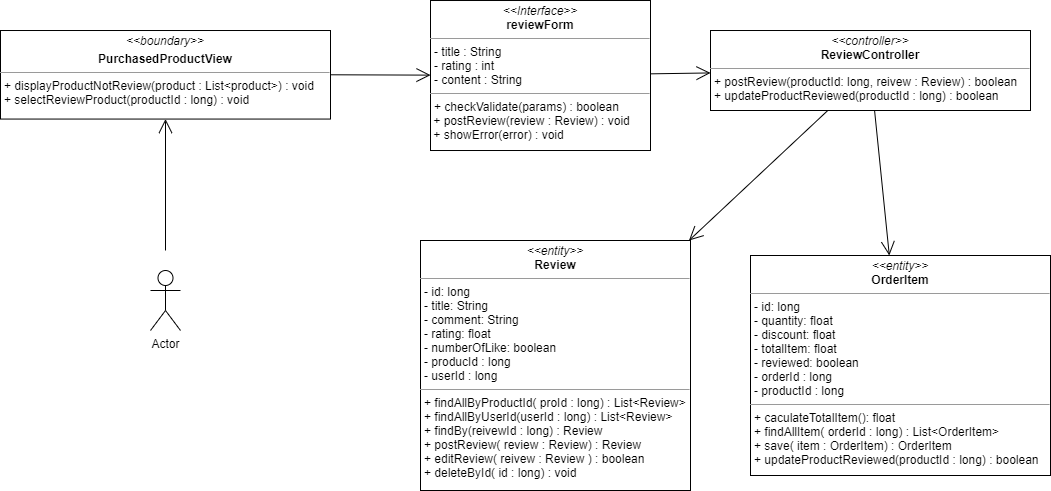 <<boundary>>
PurchasedProductView
+ displayProductNotReview(product : List<product>) : void
+ selectReviewProduct(productId : long) : void
<<Interface>>
reviewForm
- title : String
- rating : int
- content : String
+ checkValidate(params) : boolean
+ postReview(review : Review) : void
+ showError(error) : void
<<controller>>
ReviewController
+ postReview(productId: long, reivew : Review) : boolean
+ updateProductReviewed(productId : long) : boolean
Actor
<<entity>>
Review
- id: long
- title: String
- comment: String
- rating: float
- numberOfLike: boolean
- producId : long
- userId : long
+ findAllByProductId( proId : long) : List<Review>
+ findAllByUserId(userId : long) : List<Review>
+ findBy(reivewId : long) : Review
+ postReview( review : Review) : Review
+ editReview( reivew : Review ) : boolean
+ deleteById( id : long) : void
<<entity>>
OrderItem
- id: long
- quantity: float
- discount: float
- totalItem: float
- reviewed: boolean
- orderId : long
- productId : long
+ caculateTotalItem(): float
+ findAllItem( orderId : long) : List<OrderItem>
+ save( item : OrderItem) : OrderItem
+ updateProductReviewed(productId : long) : boolean